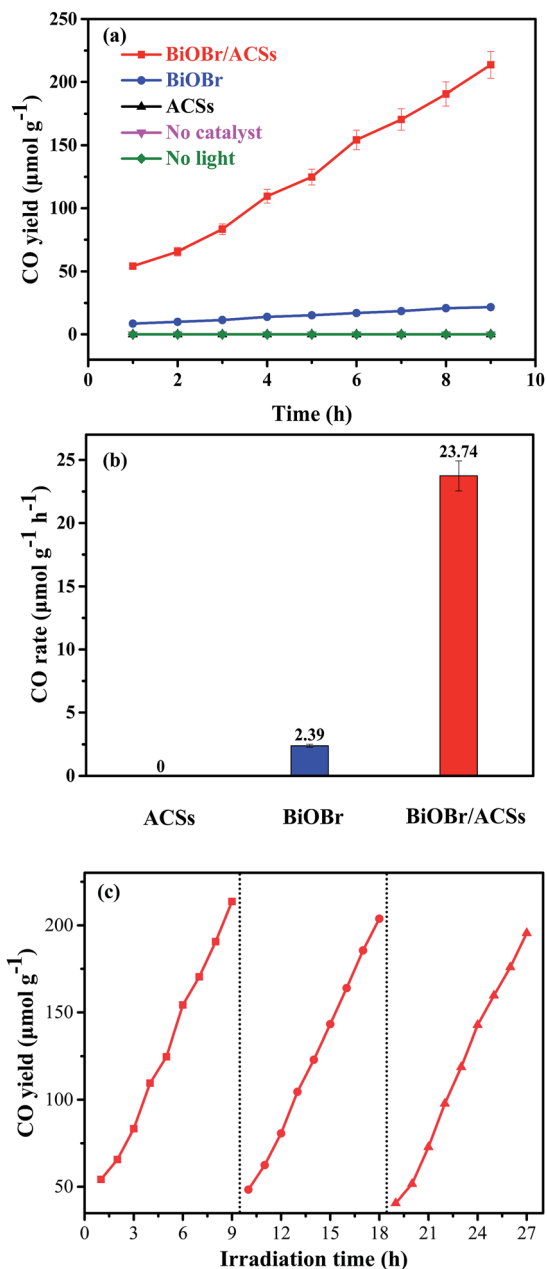 (a)
BiOBr/ACSs
BiOBr
ACSs
No catalyst
No light
CO yield (μmol g⁻¹)
250
200
150
100
50
0
0 2 4 6 8 10
Time (h)
(b)
23.74
2.39
0
CO rate (μmol g⁻¹ h⁻¹)
25
20
15
10
5
0
ACSs BiOBr BiOBr/ACSs
(c)
CO yield (μmol g⁻¹)
200
150
100
50
0 3 6 9 12 15 18 21 24 27
Irradiation time (h)